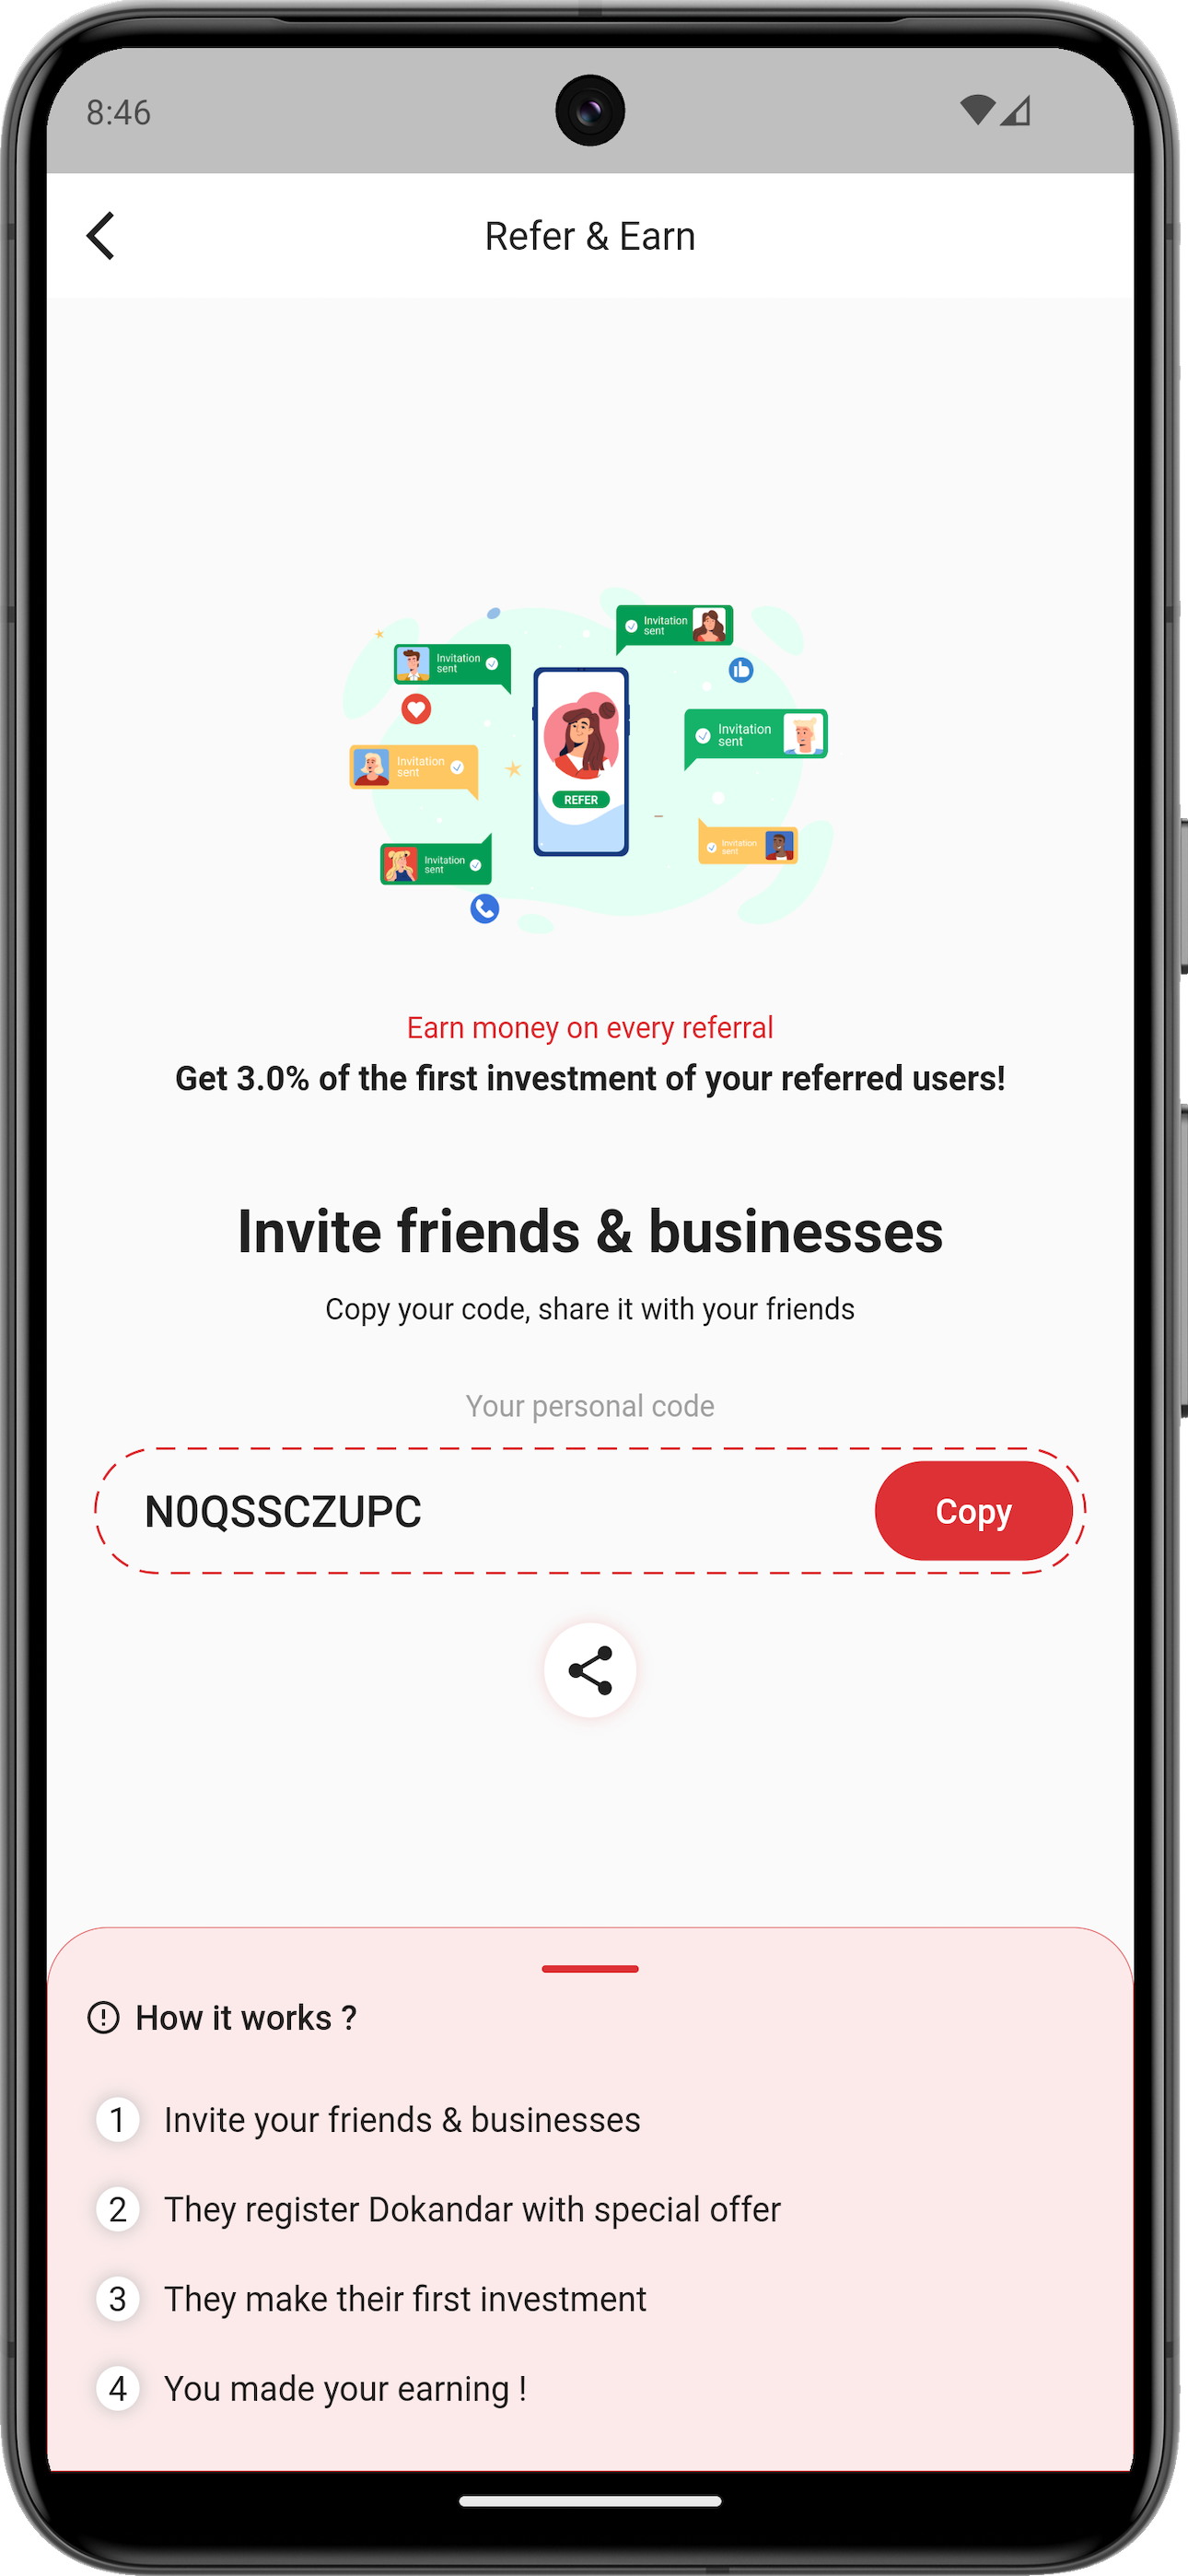 8:46
Refer & Earn
Invitation
sent
Invitation
sent
Invitation
sent
Invitation
sent
REFER
Invitation
sent
Invitation
sent
Earn money on every referral
Get 3.0% of the first investment of your referred users!
Invite friends & businesses
Copy your code, share it with your friends
Your personal code
N0QSSCZUPC
Copy
How it works ?
1 Invite your friends & businesses
2 They register Dokandar with special offer
3 They make their first investment
4 You made your earning !